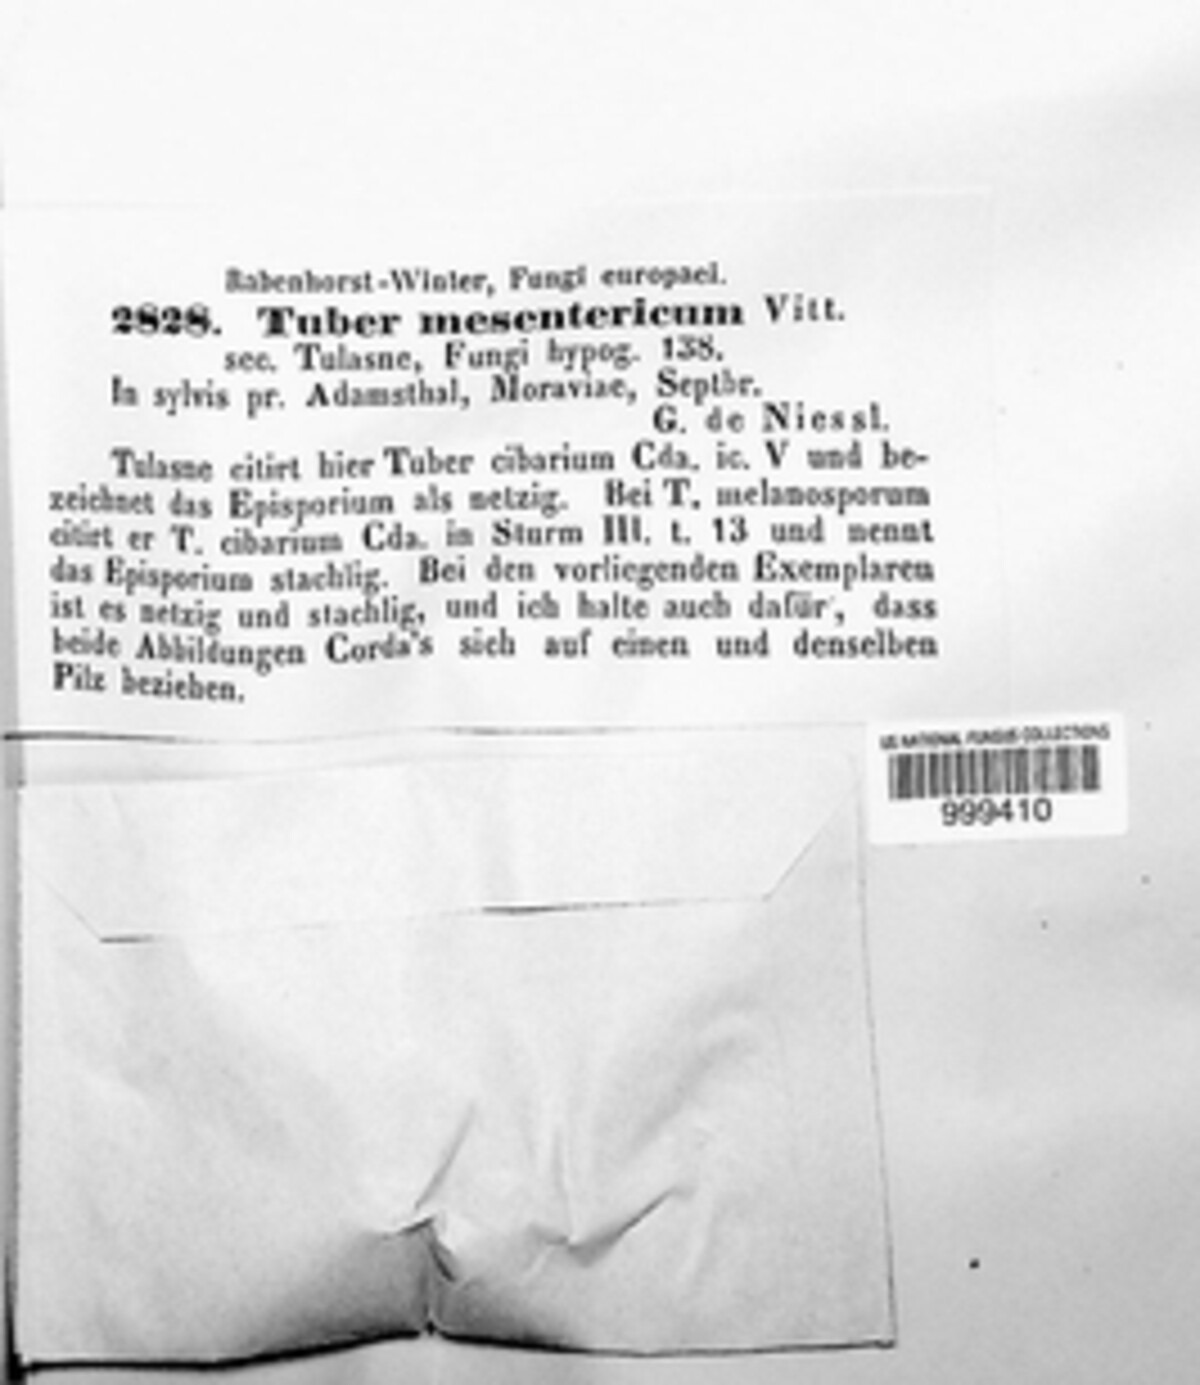 Rabenhorst-Winter, Fungi europaei.
2828. Tuber mesentericum Vitt.
sec. Tulasne, Fungi hypog. 138.
In sylvis pr. Adamsthal, Moraviae, Septbr.
G. de Niessl.
Tulasne citirt hier Tuber cibarium Cda. ic. V und be-
zeichnet das Episporium als netzig. Bei T. melanosporum
citirt er T. cibarium Cda. in Sturm III. t. 13 und nennt
das Episporium stachlig. Bei den vorliegenden Exemplaren
ist es netzig und stachlig, und ich halte auch dafür, dass
beide Abbildungen Corda's sich auf einen und denselben
Pilz beziehen.
US NATIONAL FUNGUS COLLECTIONS
999410